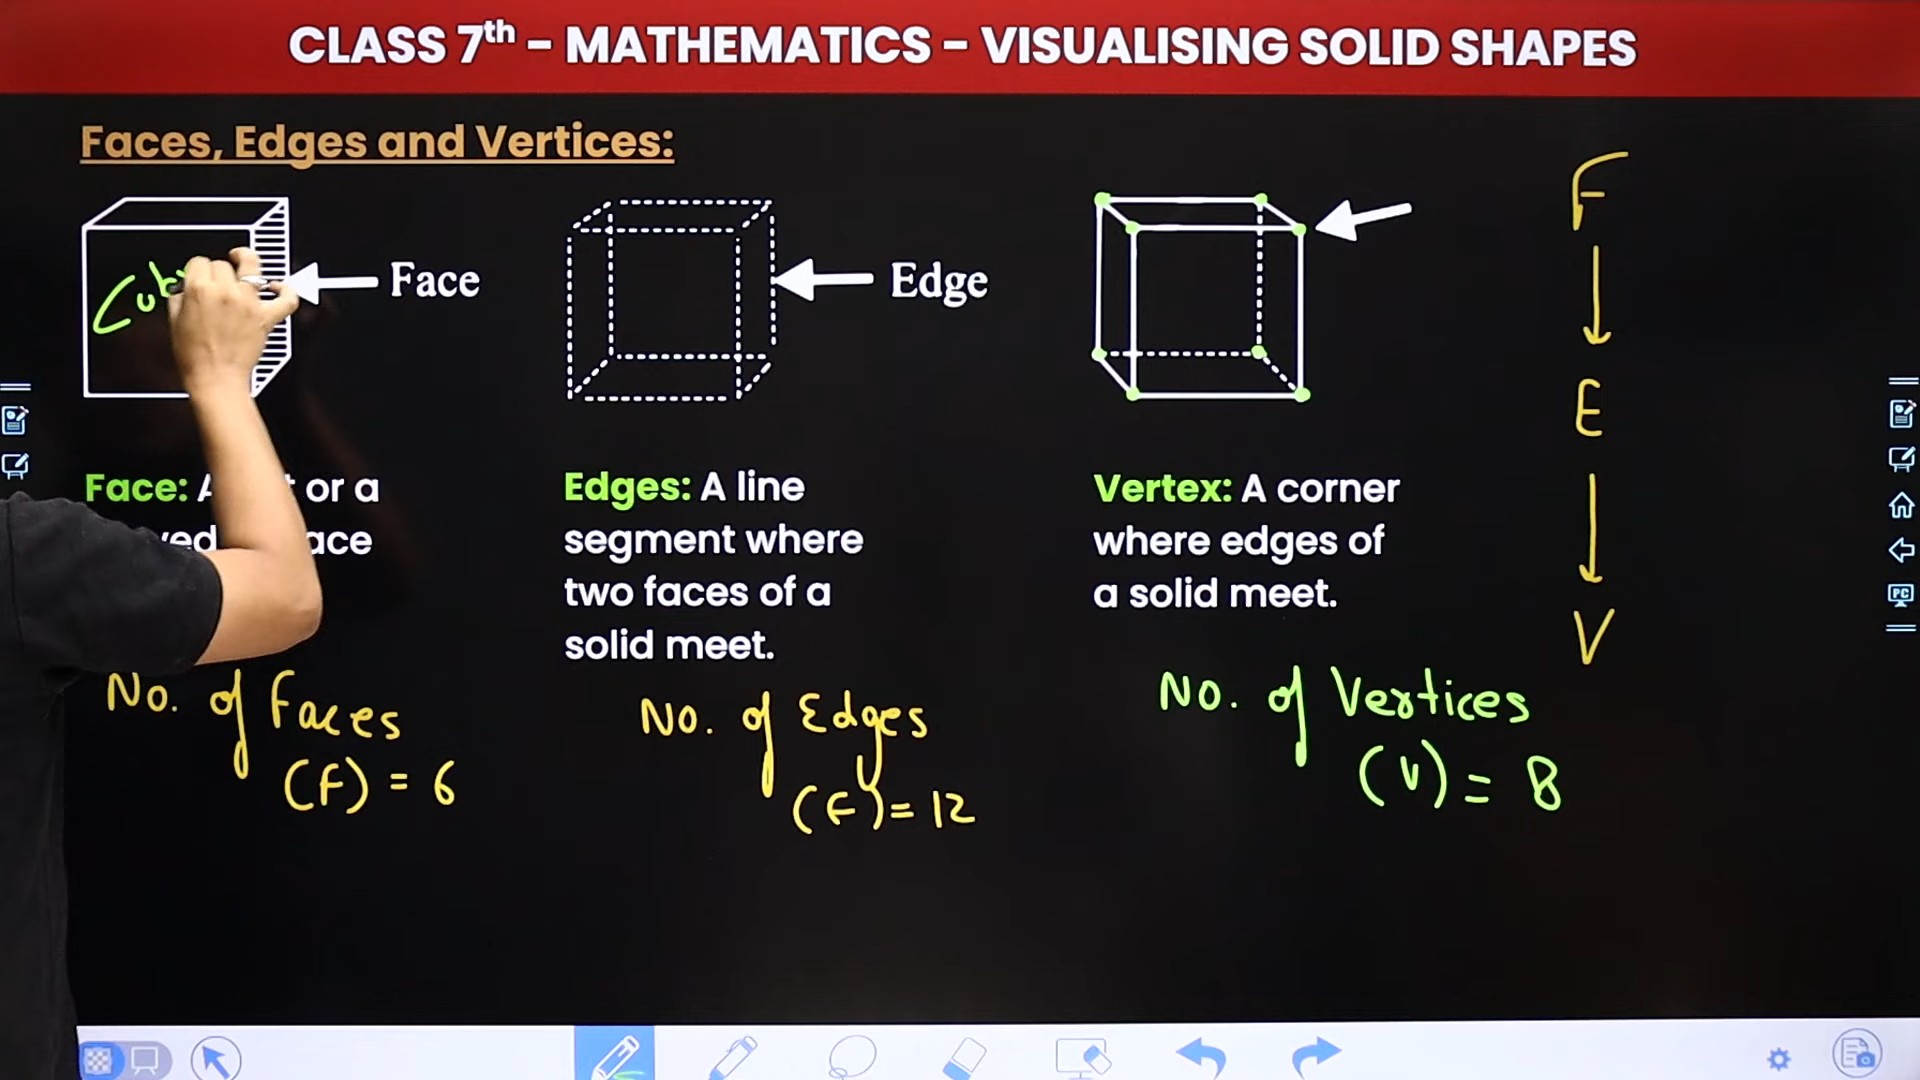 CLASS 7th - MATHEMATICS - VISUALISING SOLID SHAPES
Faces, Edges and Vertices:
Face
Edge
F
E
V
Face: or a
Edges: A line
segment where
two faces of a
solid meet.
Vertex: A corner
where edges of
a solid meet.
No. of Faces
(F) = 6
No. of Edges
(E) = 12
No. of Vertices
(V) = 8
PC